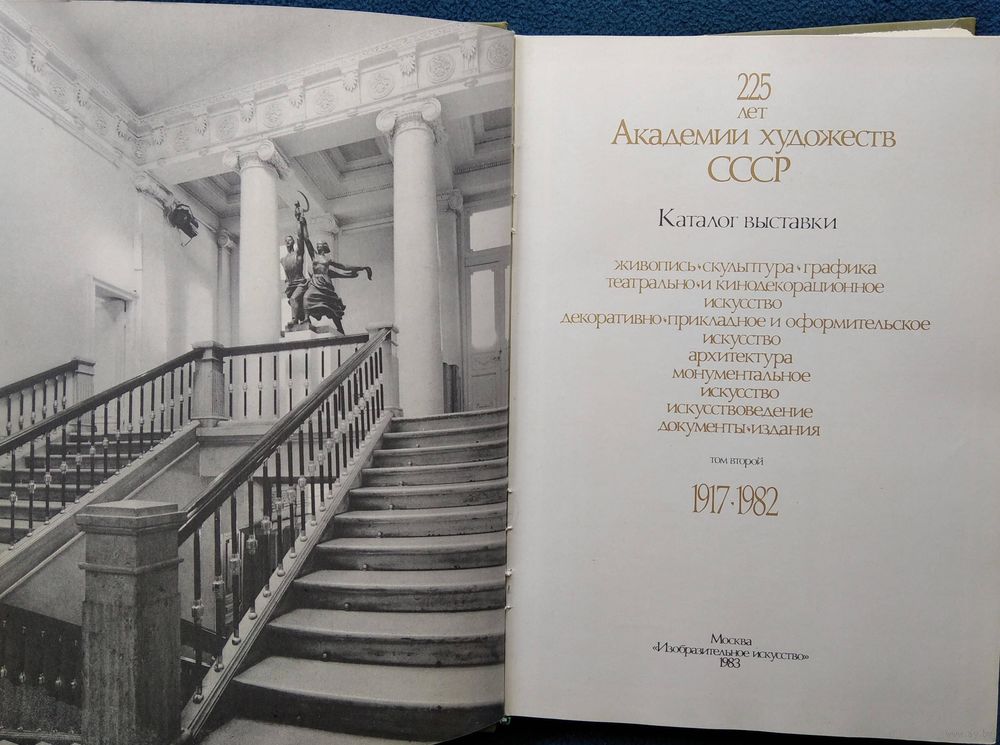 225
лет
Академии художеств
СССР
Каталог выставки
живопись•скульптура•графика
театрально•и кинодекорационное
искусство
декоративно•прикладное и оформительское
искусство
архитектура
монументальное
искусство
искусствоведение
документы•издания
том второй
1917•1982
Москва
«Изобразительное искусство»
1983